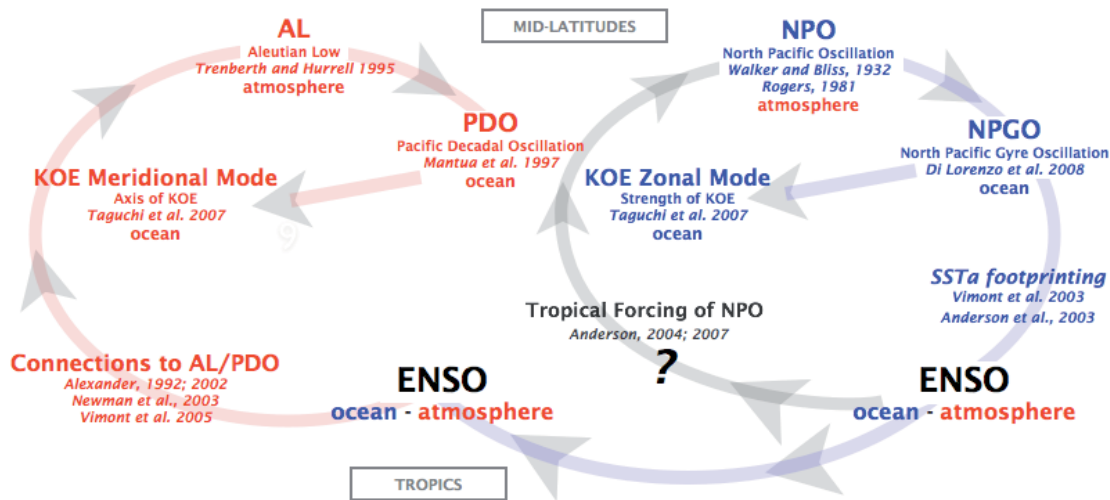 MID-LATITUDES
AL
Aleutian Low
Trenberth and Hurrell 1995
atmosphere
PDO
Pacific Decadal Oscillation
Mantua et al. 1997
ocean
KOE Meridional Mode
Axis of KOE
Taguchi et al. 2007
ocean
9
Connections to AL/PDO
Alexander, 1992; 2002
Newman et al., 2003
Vimont et al. 2005
ENSO
ocean - atmosphere
NPO
North Pacific Oscillation
Walker and Bliss, 1932
Rogers, 1981
atmosphere
NPGO
North Pacific Gyre Oscillation
Di Lorenzo et al. 2008
ocean
KOE Zonal Mode
Strength of KOE
Taguchi et al. 2007
ocean
SSTa footprinting
Vimont et al. 2003
Anderson et al., 2003
Tropical Forcing of NPO
Anderson, 2004; 2007
?
ENSO
ocean - atmosphere
TROPICS